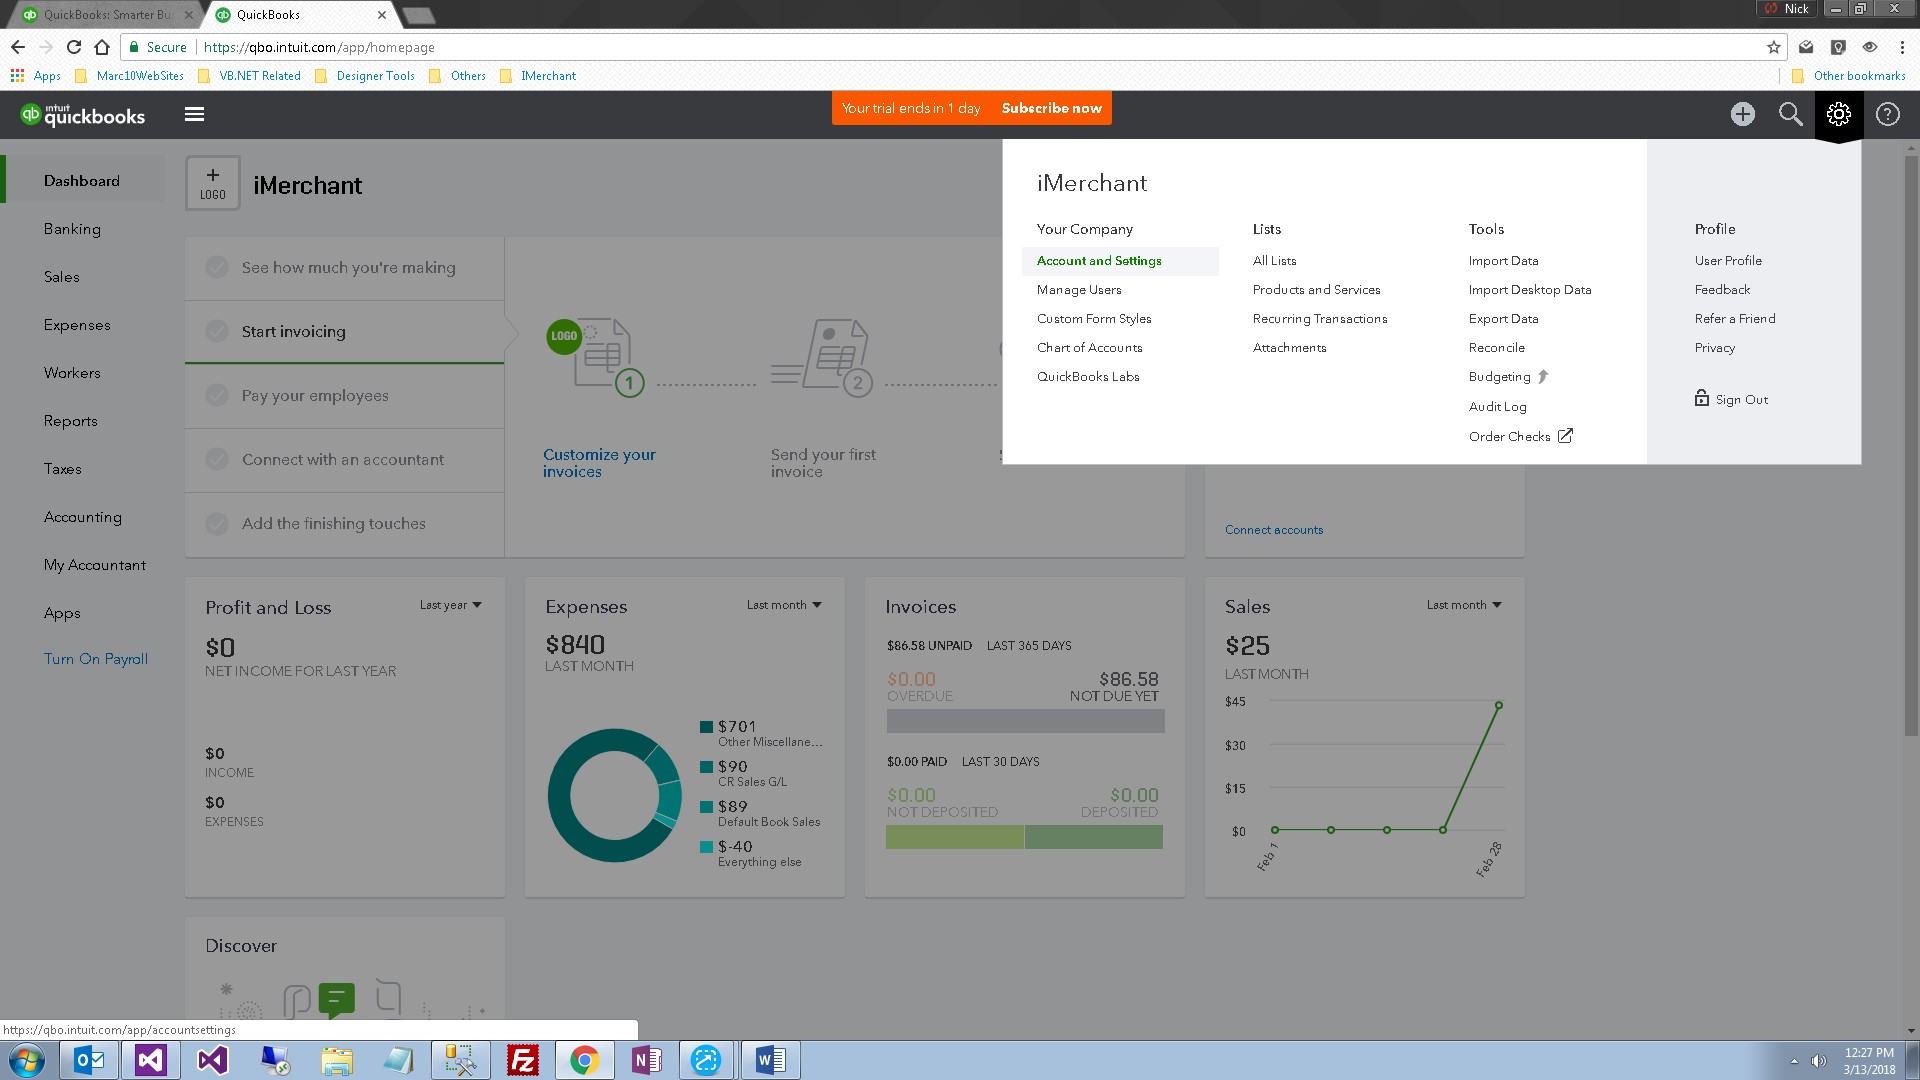 QuickBooks: Smarter Bu
QuickBooks
Nick
Secure
https://qbo.intuit.com/app/homepage
Apps
Marc10WebSites
VB.NET Related
Designer Tools
Others
IMerchant
Other bookmarks
qb
intuit
quickbooks
Your trial ends in 1 day Subscribe now
Dashboard
Banking
Sales
Expenses
Workers
Reports
Taxes
Accounting
My Accountant
Apps
Turn On Payroll
+
LOGO
iMerchant
See how much you're making
Start invoicing
Pay your employees
Connect with an accountant
Add the finishing touches
LOGO
1
2
Customize your
invoices
Send your first
invoice
iMerchant
Your Company
Account and Settings
Manage Users
Custom Form Styles
Chart of Accounts
QuickBooks Labs
Lists
All Lists
Products and Services
Recurring Transactions
Attachments
Tools
Import Data
Import Desktop Data
Export Data
Reconcile
Budgeting
Audit Log
Order Checks
Profile
User Profile
Feedback
Refer a Friend
Privacy
Sign Out
Connect accounts
Profit and Loss
Last year
$0
NET INCOME FOR LAST YEAR
$0
INCOME
$0
EXPENSES
Expenses
Last month
$840
LAST MONTH
$701
Other Miscellane...
$90
CR Sales G/L
$89
Default Book Sales
$-40
Everything else
Invoices
$86.58 UNPAID LAST 365 DAYS
$0.00
OVERDUE
$86.58
NOT DUE YET
$0.00 PAID LAST 30 DAYS
$0.00
NOT DEPOSITED
$0.00
DEPOSITED
Sales
Last month
$25
LAST MONTH
$45
$30
$15
$0
Feb 1
Feb 28
Discover
https://qbo.intuit.com/app/accountsettings
12:27 PM
3/13/2018